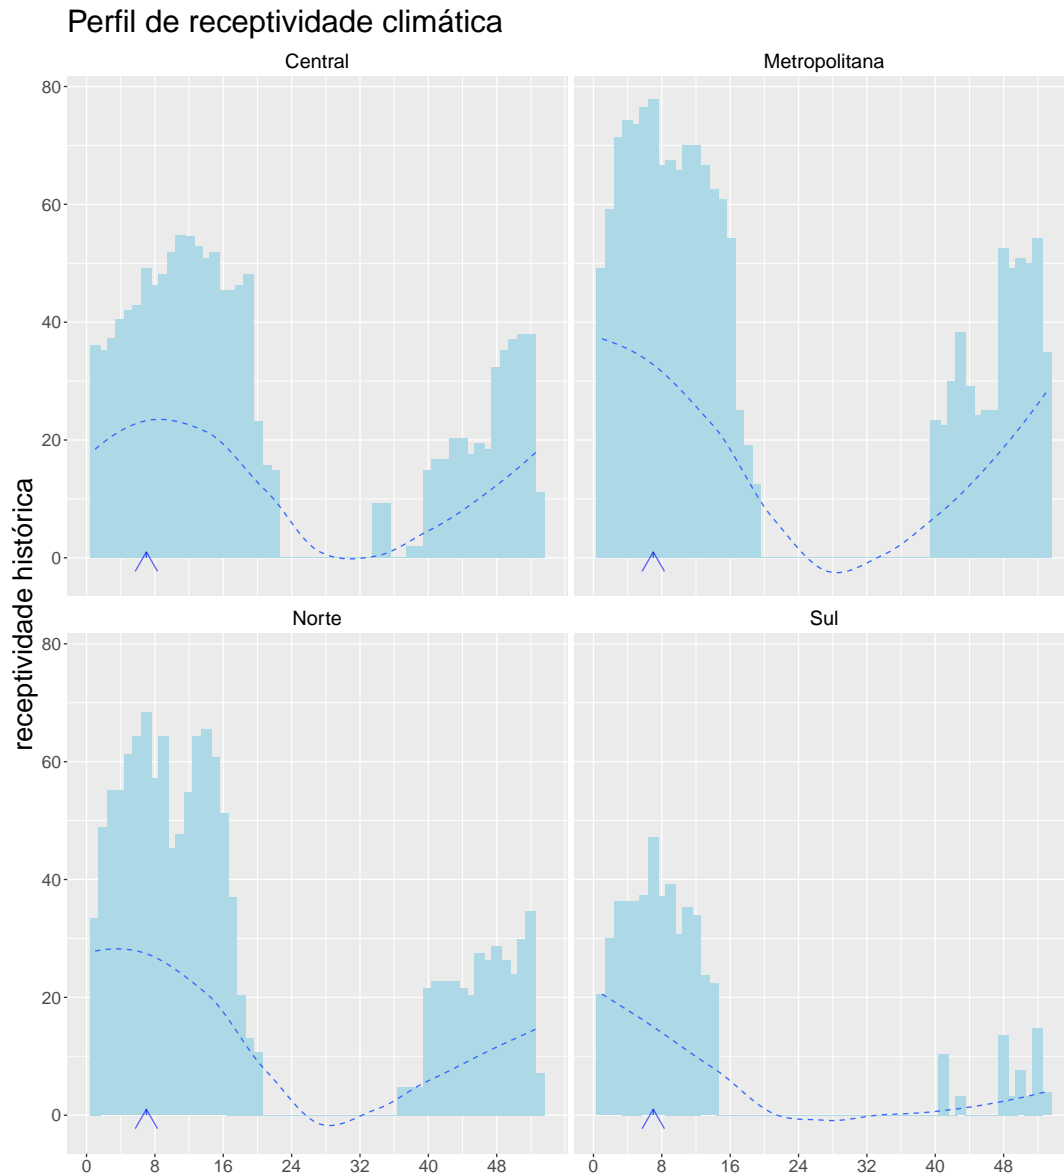 Perfil de receptividade climática
Central
Metropolitana
80
60
40
20
0
Norte
Sul
80
60
40
20
0
receptividade histórica
0 8 16 24 32 40 48
0 8 16 24 32 40 48